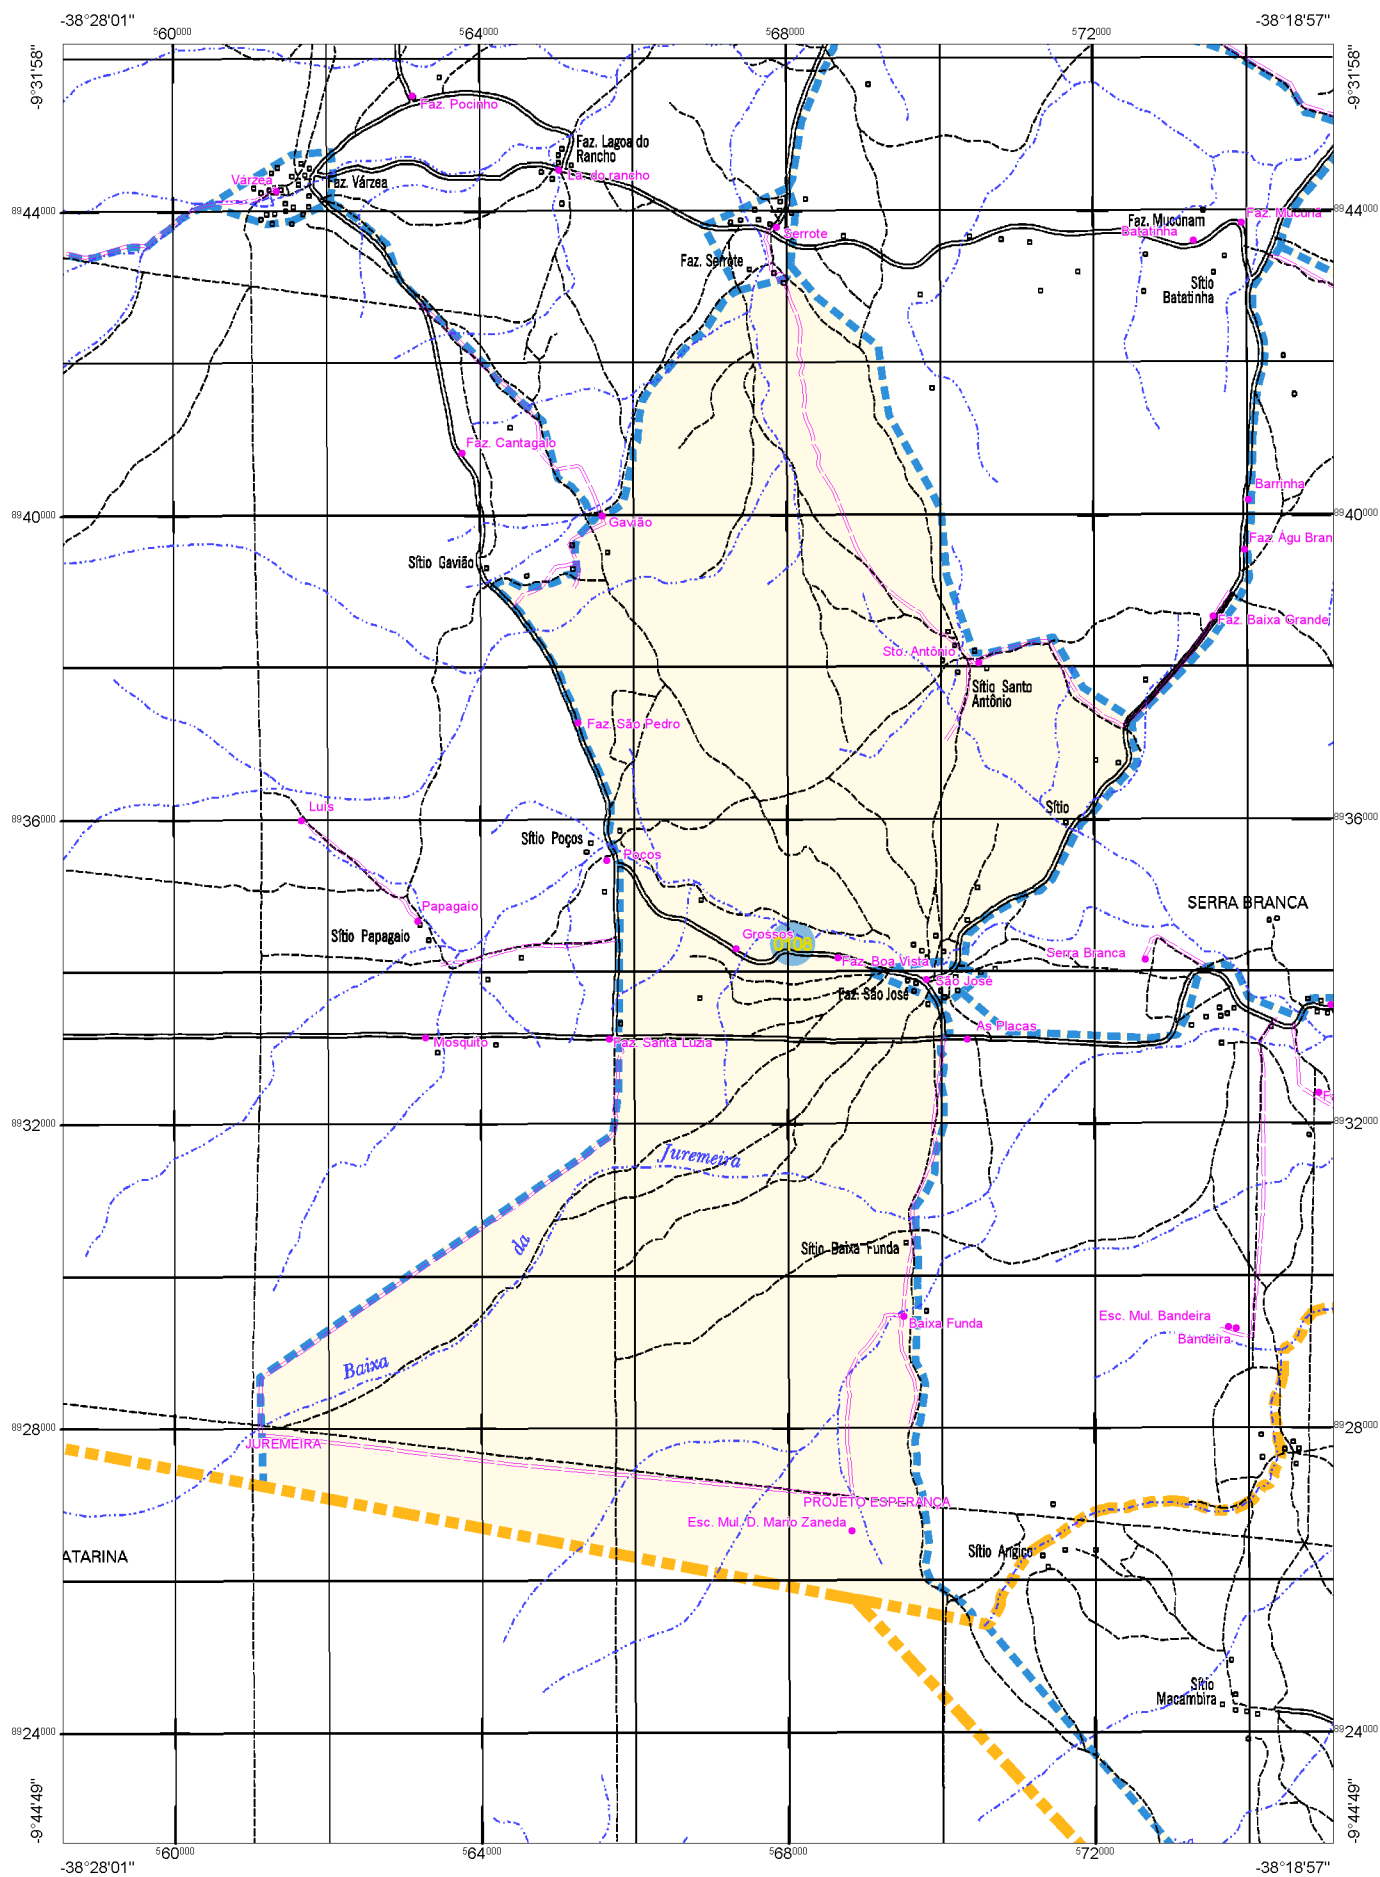 -38°28'01"
-38°18'57"
560000
564000
568000
572000
-9°31'58"
-9°31'58"
Faz. Pocinho
Faz. Lagoa do
Rancho
La. do rancho
Várzea
Faz. Várzea
8944000
8944000
Faz. Mucunã
Faz. Muçunam
Batatinha
Serrote
Faz. Serrote
Sítio
Batatinha
Faz. Cantagalo
Barrinha
8940000
8940000
Gavião
Faz. Águ Bran
Sítio Gavião
Faz. Baixa Grande
Sto. Antônio
Sítio Santo
Antônio
Faz. São Pedro
Luis
Sítio
8936000
8936000
Sítio Poços
Poços
SERRA BRANCA
Papagaio
Sítio Papagaio
Grossos
0108
Serra Branca
Faz. Boa Vista
São José
Faz. São José
As Placas
Mosquito
Faz. Santa Luzia
8932000
8932000
Juremeira
da
Sítio Baixa Funda
Baixa Funda
Esc. Mul. Bandeira
Bandeira
Baixa
8928000
8928000
JUREMEIRA
PROJETO ESPERANÇA
Esc. Mul. D. Mario Zaneda
ATARINA
Sítio Angico
Sítio
Macambira
8924000
8924000
-9°44'49"
-9°44'49"
560000
564000
568000
572000
-38°28'01"
-38°18'57"